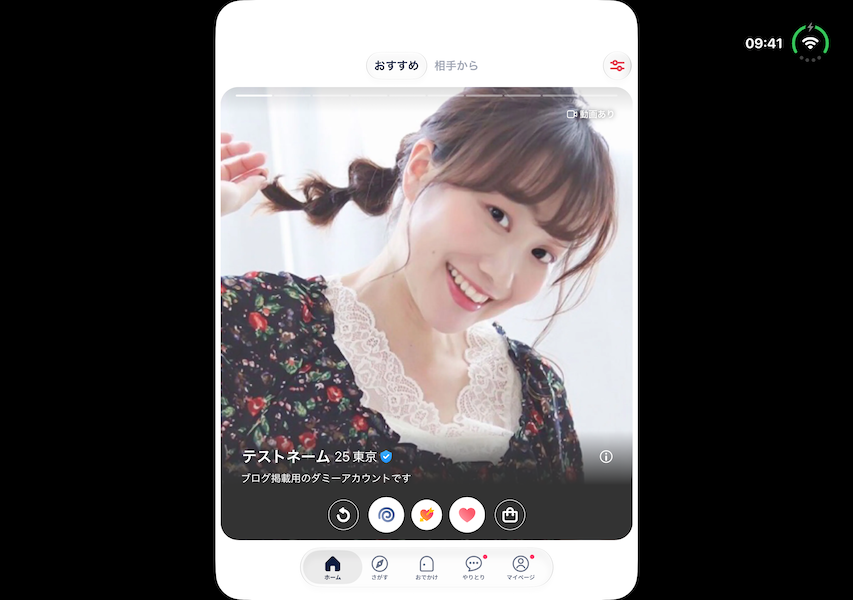 09:41
おすすめ 相手から
動画あり
テストネーム 25 東京
ブログ掲載用のダミーアカウントです
ホーム さがす おでかけ やりとり マイページ